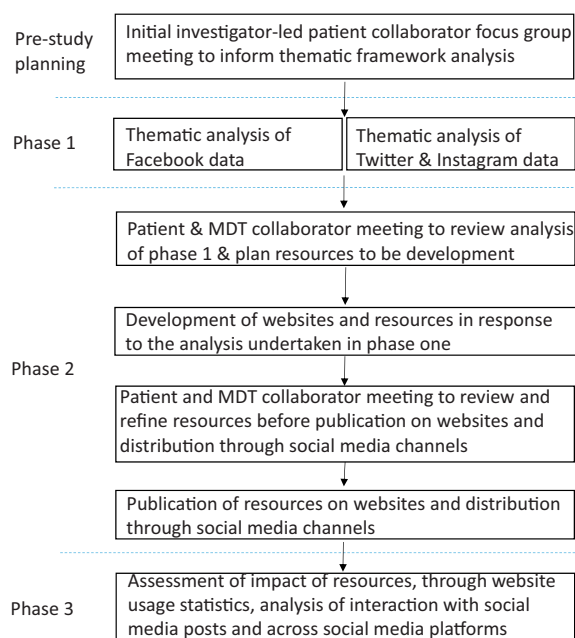 Pre-study
planning
Initial investigator-led patient collaborator focus group
meeting to inform thematic framework analysis
Phase 1
Thematic analysis of
Facebook data
Thematic analysis of
Twitter & Instagram data
Patient & MDT collaborator meeting to review analysis
of phase 1 & plan resources to be development
Development of websites and resources in response
to the analysis undertaken in phase one
Phase 2
Patient and MDT collaborator meeting to review and
refine resources before publication on websites and
distribution through social media channels
Publication of resources on websites and distribution
through social media channels
Phase 3
Assessment of impact of resources, through website
usage statistics, analysis of interaction with social
media posts and across social media platforms